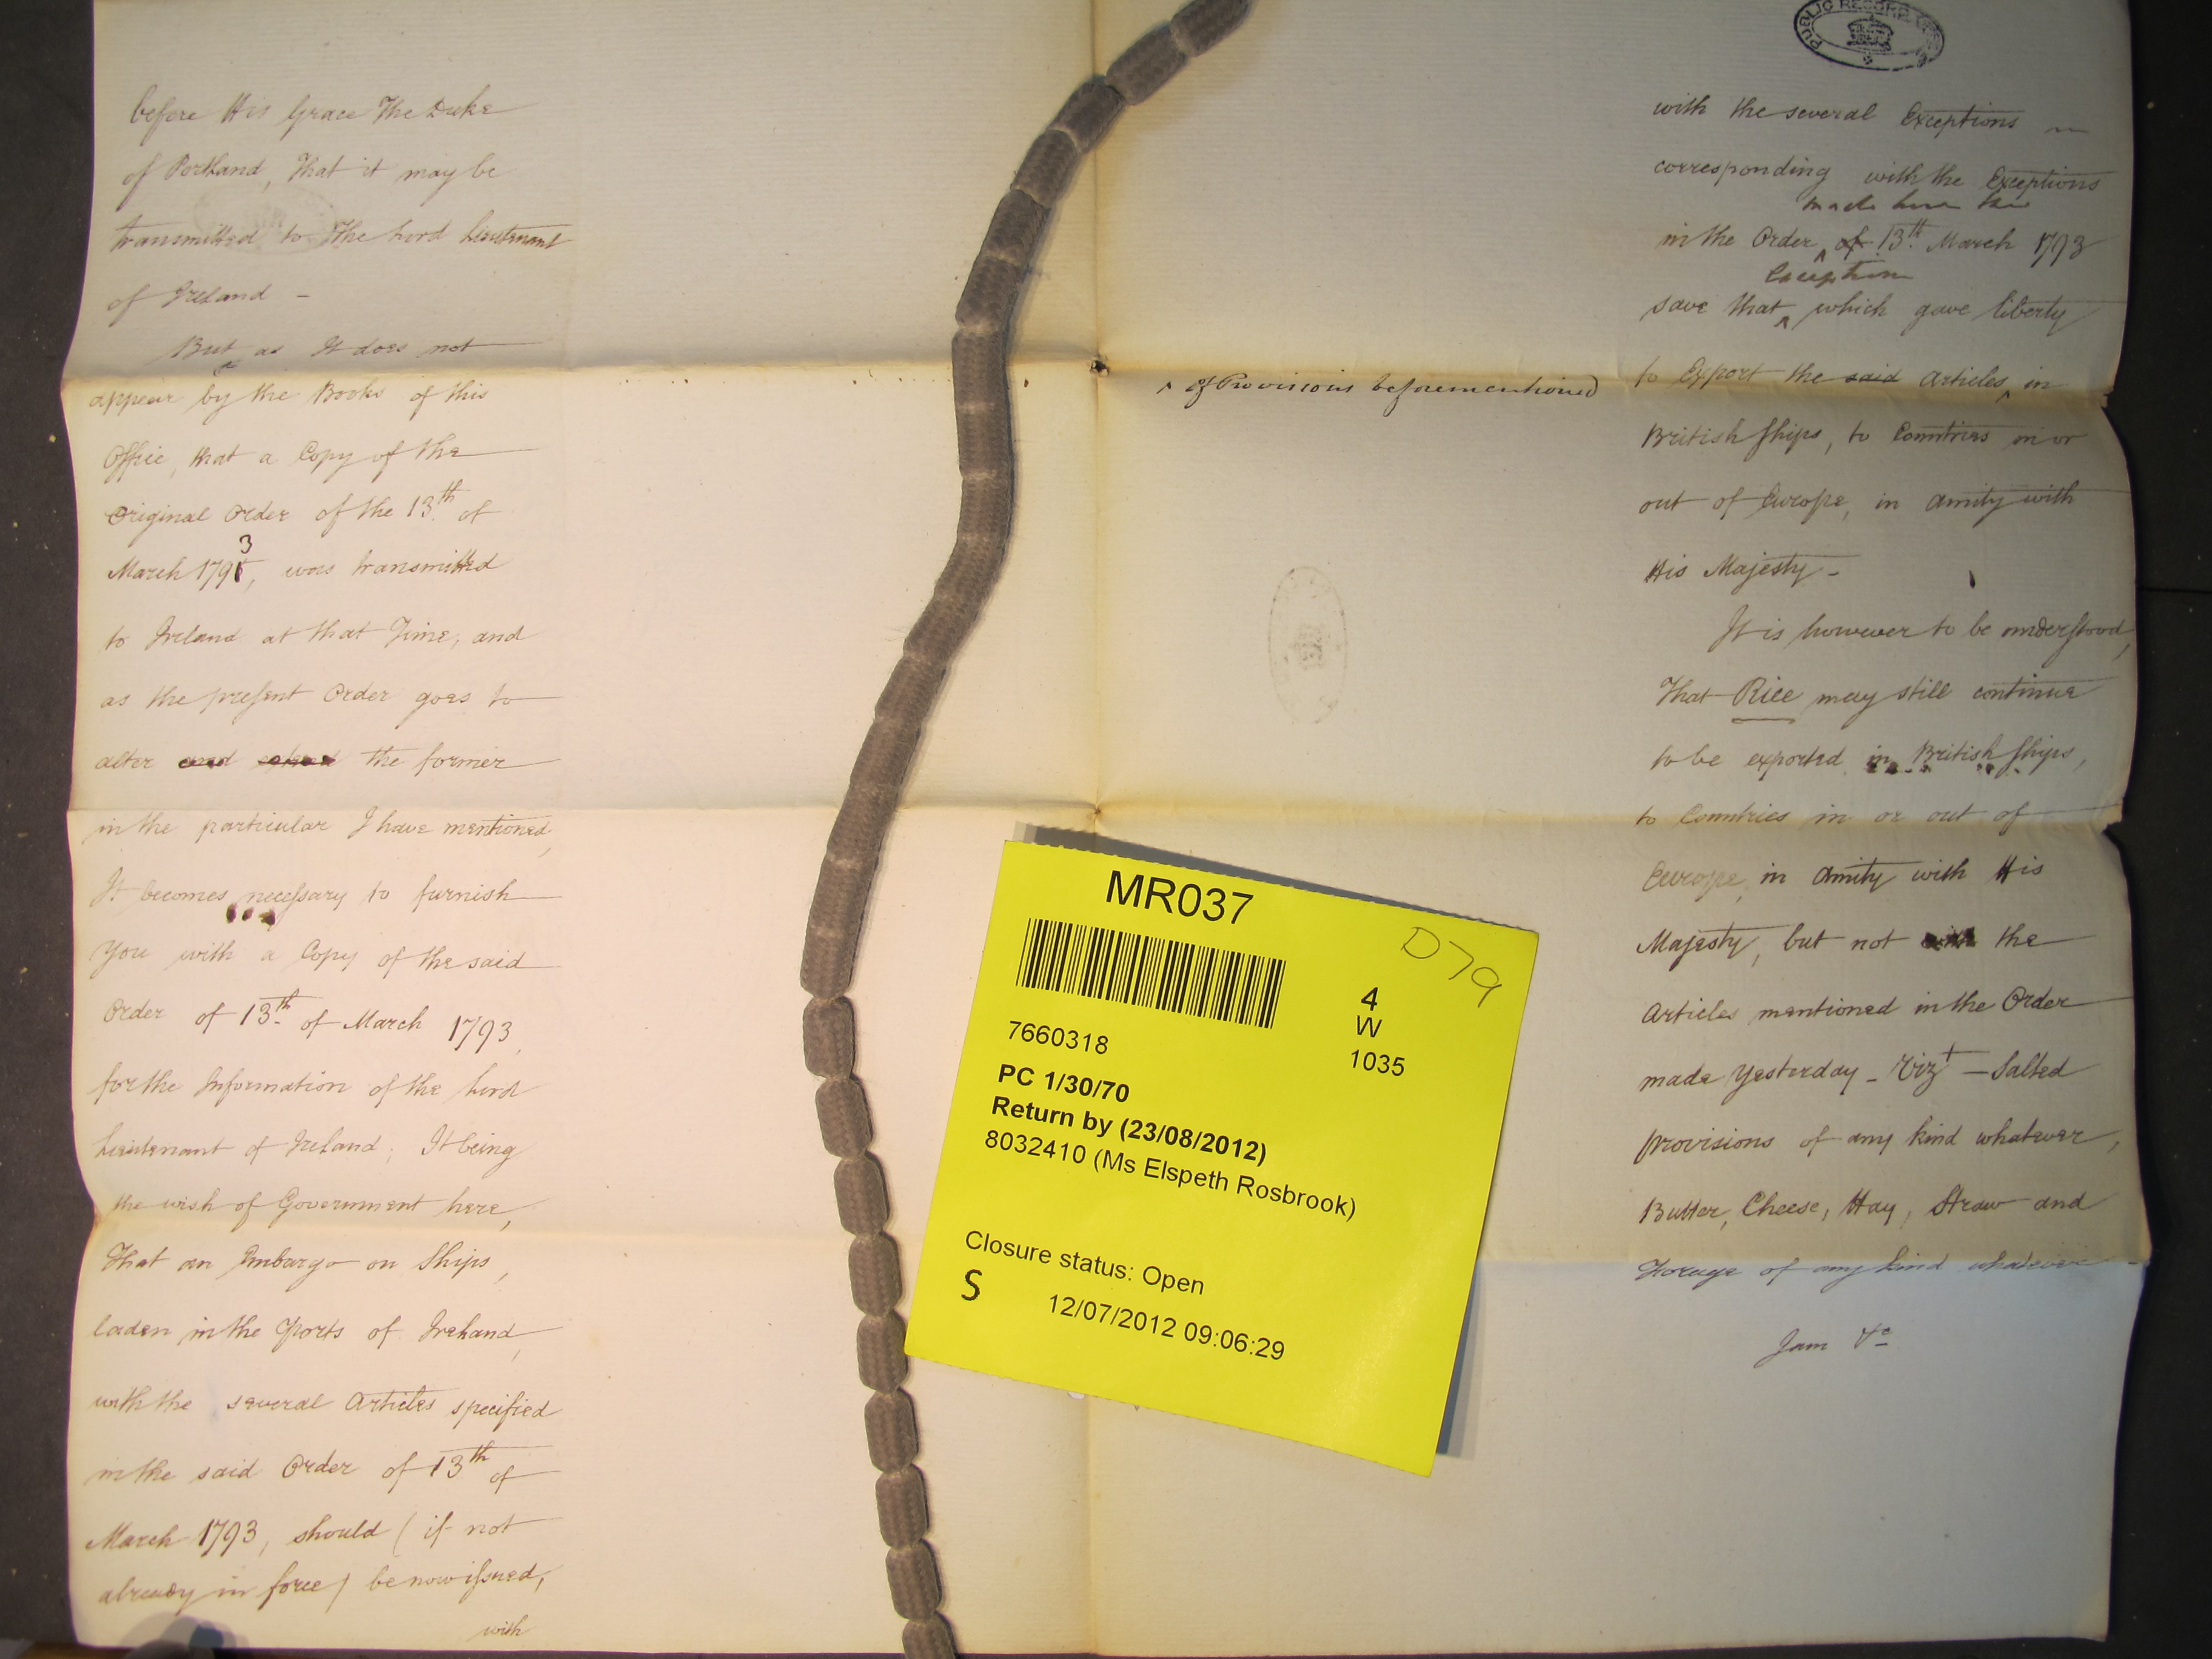 before His Grace The Duke
of Portland, That it may be
transmitted to The Lord Lieutenant
of Ireland -
But as It does not
appear by the Books of this
Office, that a Copy of the
Original Order of the 13th of
March 1793, was transmitted
to Ireland at that Time, and
as the present Order goes to
alter and the former
in the particular I have mentioned,
It becomes necessary to furnish
You with a Copy of the said
Order of 13th of March 1793,
for the Information of the Lord
Lieutenant of Ireland; It being
the wish of Government here,
That an Embargo on Ships,
laden in the Ports of Ireland,
with the several Articles specified
in the said Order of 13th of
March 1793, should (if not
already in force) be now issued,
with
PUBLIC RECORD OFFICE
with the several Exceptions
corresponding with the Exceptions
made here the
in the Order ^ of 13th March 1793
Exception
save that ^ which gave liberty
to Export the said Articles ^ in
^ of Provisions beforementioned
British Ships, to Countries in or
out of Europe, in Amity with
His Majesty -
It is however to be understood,
That Rice may still continue
to be exported in British Ships,
to Countries in or out of
Europe, in Amity with His
Majesty, but not with the
Articles mentioned in the Order
made Yesterday - Vizt - Salted
Provisions of any kind whatever,
Butter, Cheese, Hay, Straw and
Forage of any kind whatever -
I am &c
MR037
D79
4
W
1035
7660318
PC 1/30/70
Return by (23/08/2012)
8032410 (Ms Elspeth Rosbrook)
Closure status: Open
S
12/07/2012 09:06:29